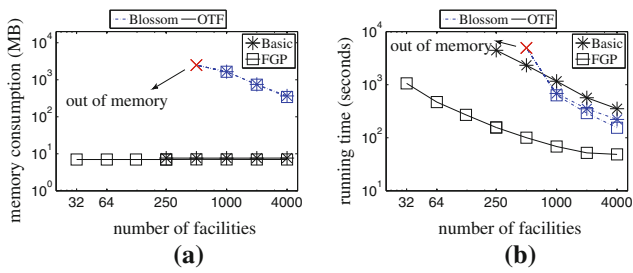 Blossom OTF
memory consumption (MB)
10^4
10^3
10^2
10^1
10^0
Basic
FGP
out of memory
32 64 250 1000 4000
number of facilities
(a)
Blossom OTF
running time (seconds)
10^4
10^3
10^2
10^1
out of memory
Basic
FGP
32 64 250 1000 4000
number of facilities
(b)